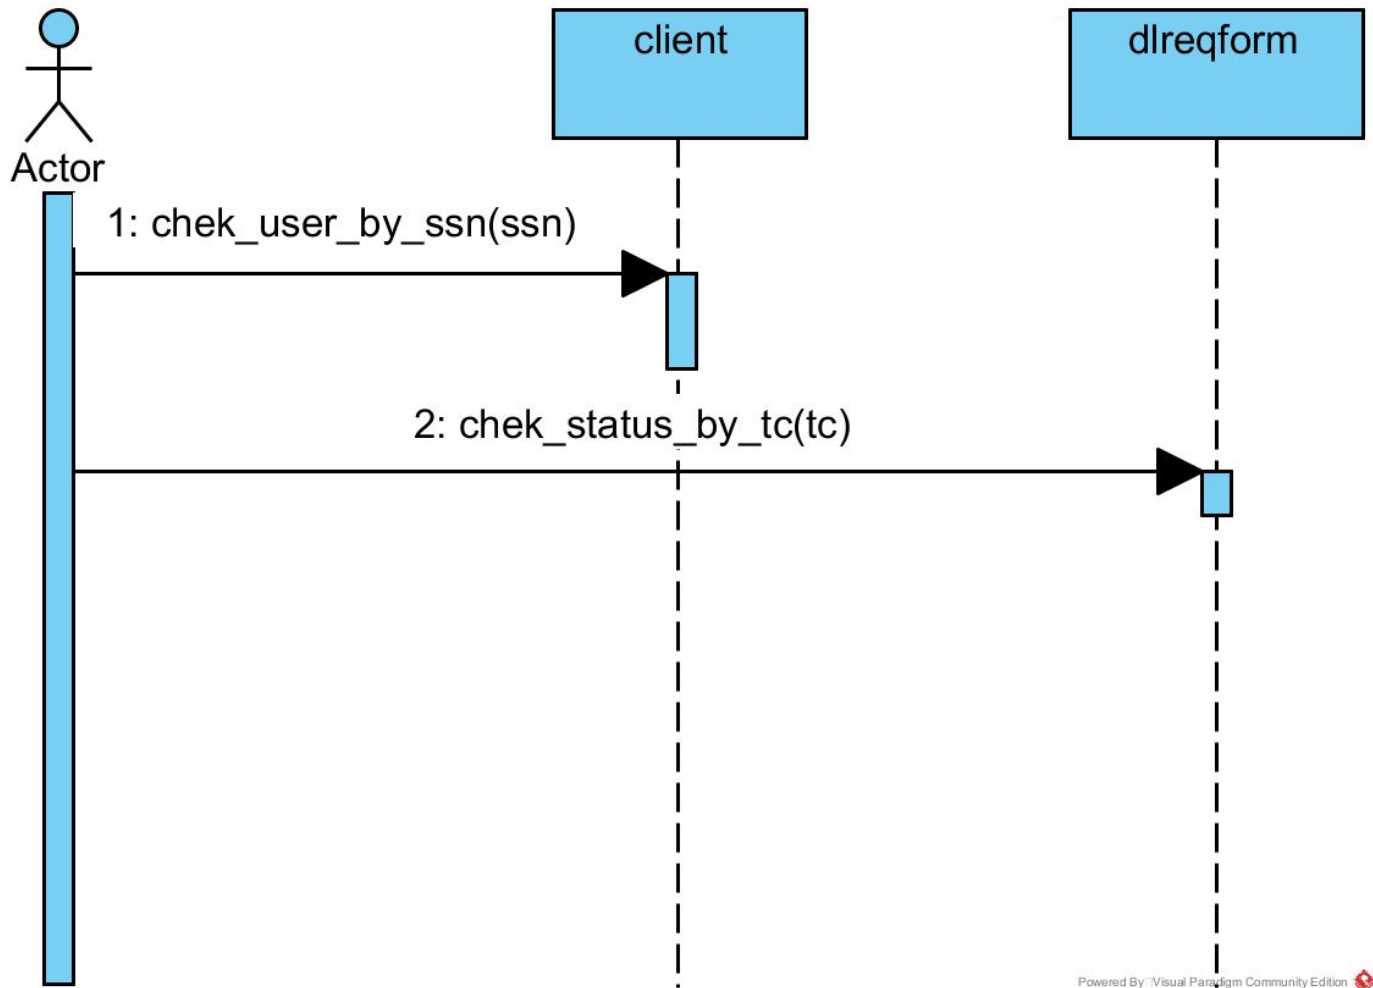 client
dlreqform
Actor
1: chek_user_by_ssn(ssn)
2: chek_status_by_tc(tc)
Powered By Visual Paradigm Community Edition